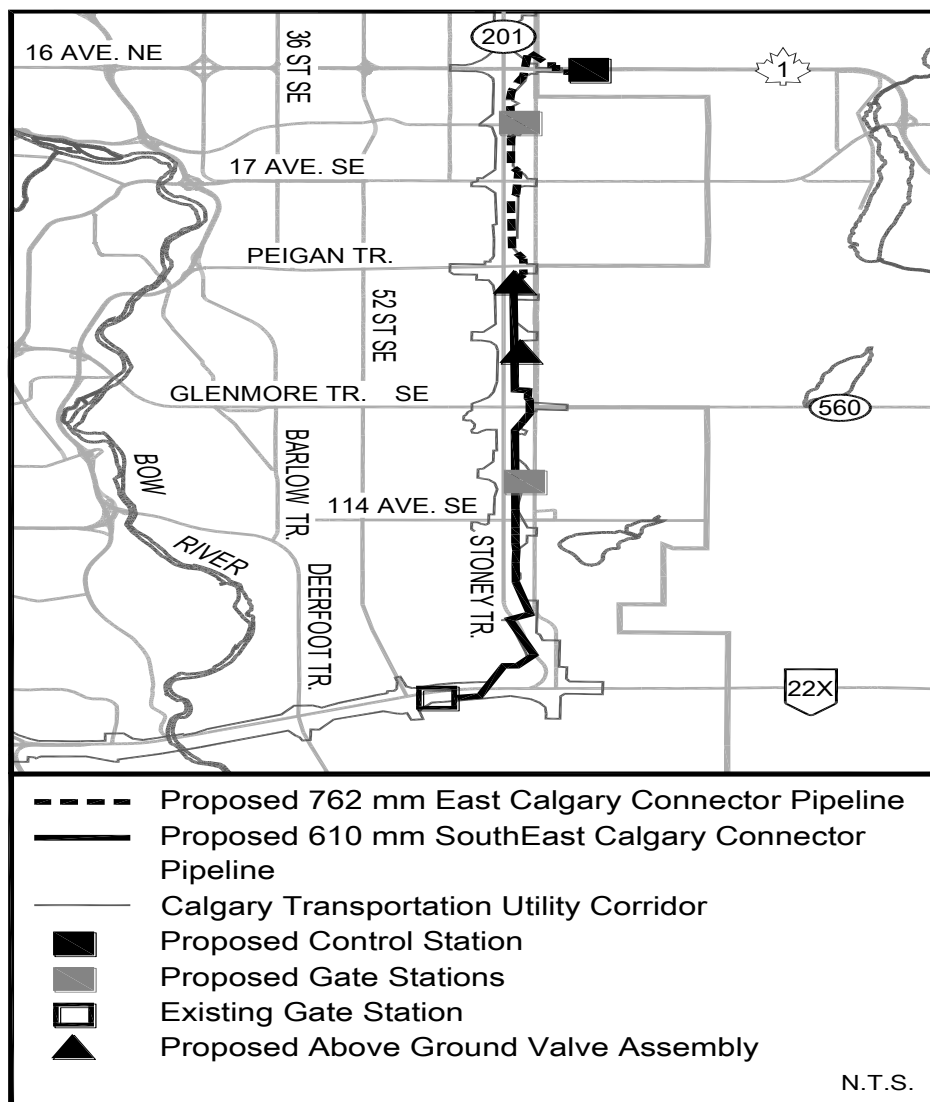 201
16 AVE. NE
36 ST SE
1
17 AVE. SE
PEIGAN TR.
52 ST SE
GLENMORE TR. SE
560
BARLOW TR.
BOW
RIVER
114 AVE. SE
STONEY TR.
DEERFOOT TR.
22X
Proposed 762 mm East Calgary Connector Pipeline
Proposed 610 mm SouthEast Calgary Connector
Pipeline
Calgary Transportation Utility Corridor
Proposed Control Station
Proposed Gate Stations
Existing Gate Station
Proposed Above Ground Valve Assembly
N.T.S.